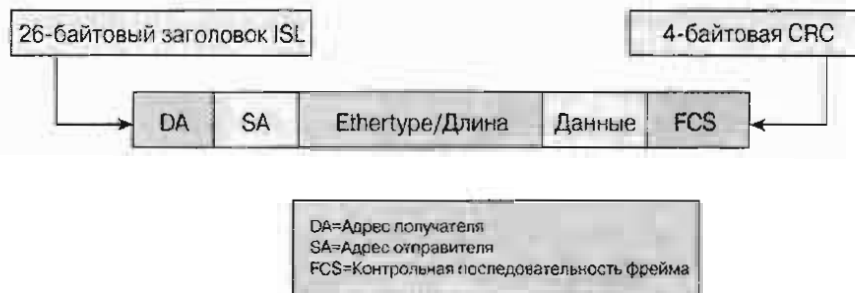 26-байтовый заголовок ISL
4-байтовая CRC
DA SA Ethertype/Длина Данные FCS
DA=Адрес получателя
SA=Адрес отправителя
FCS=Контрольная последовательность фрейма